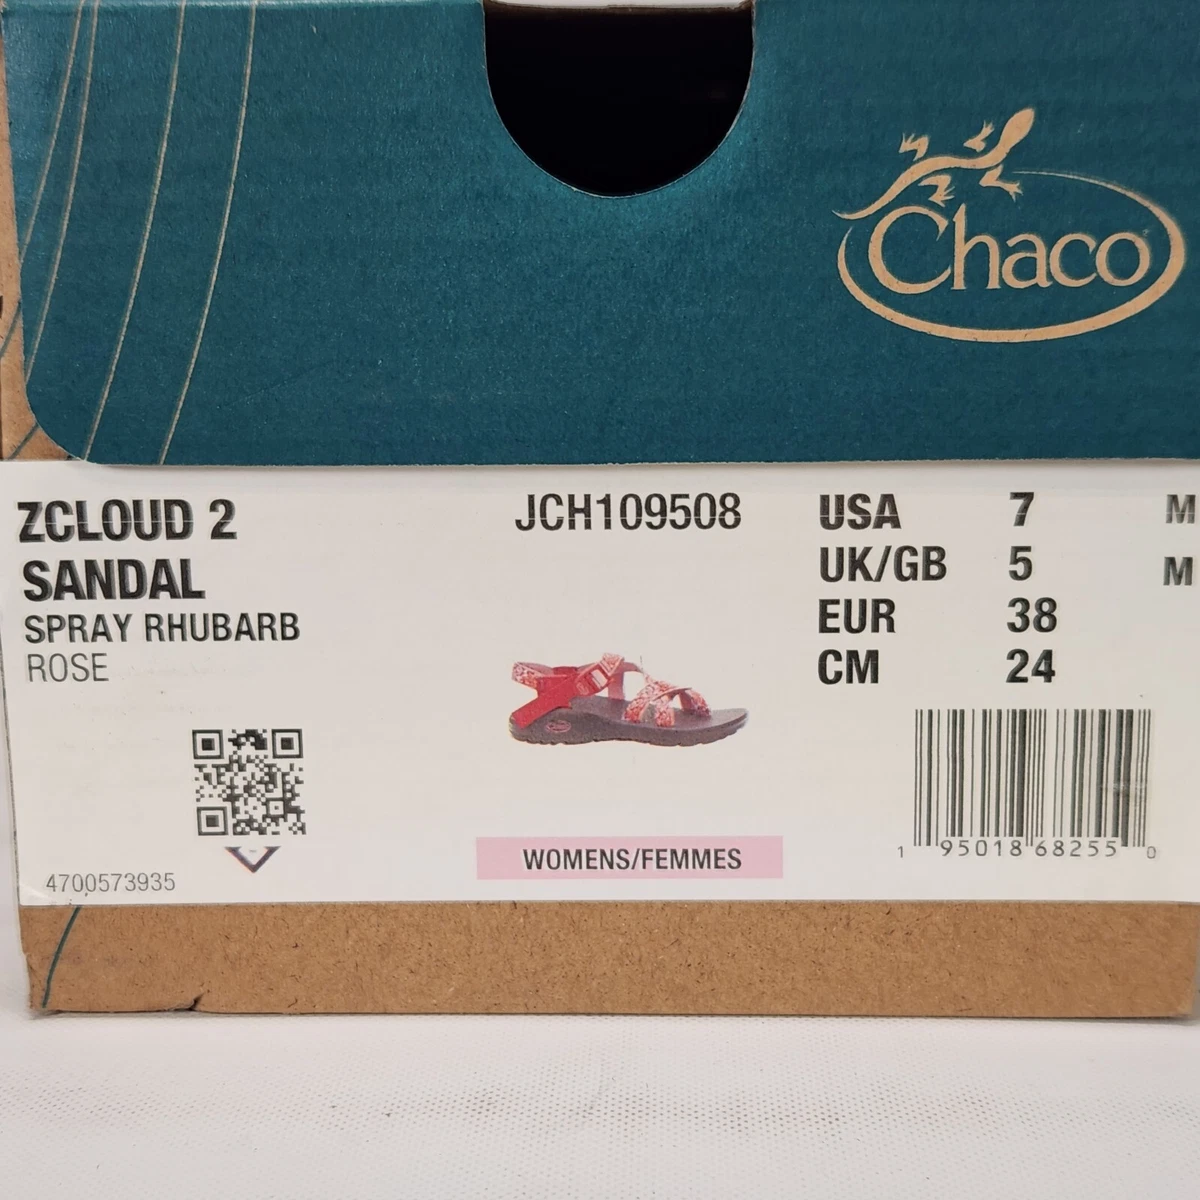 Chaco
ZCLOUD 2
SANDAL
SPRAY RHUBARB
ROSE
JCH109508
USA 7 M
UK/GB 5 M
EUR 38
CM 24
WOMENS/FEMMES
1 95018 68255 0
4700573935